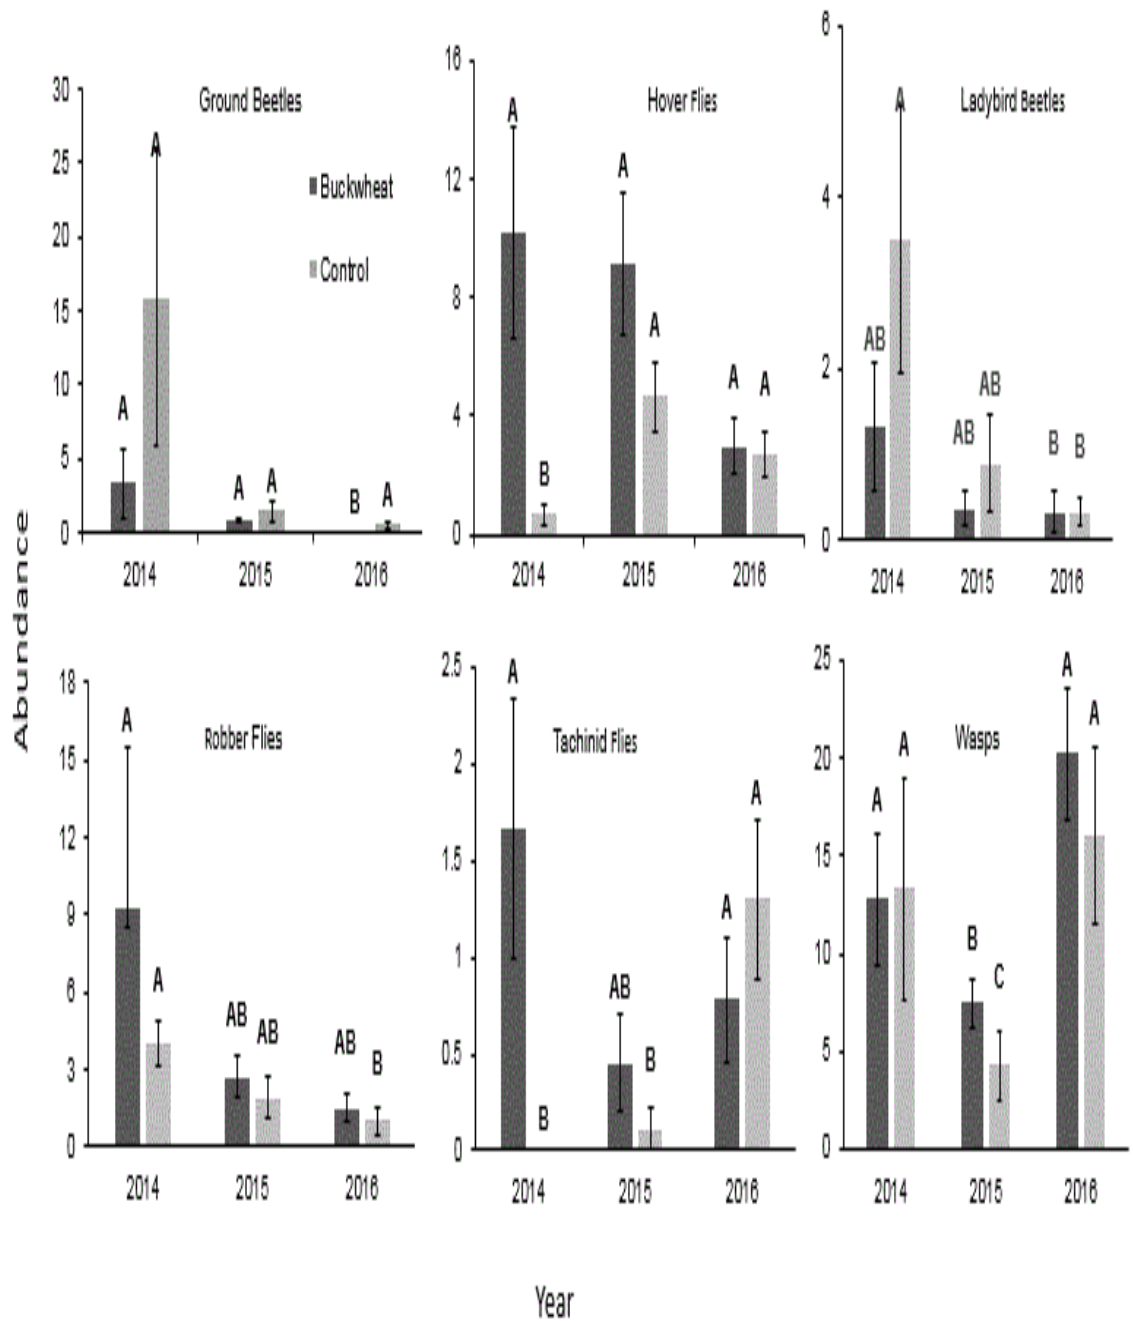 Abundance
Ground Beetles
30
25
20
15
10
5
0
A
A
A
A
B
A
Buckwheat
Control
2014
2015
2016
Hover Flies
16
12
8
4
0
A
B
A
A
A
A
2014
2015
2016
Ladybird Beetles
6
4
2
0
AB
A
AB
AB
B
B
2014
2015
2016
Robber Flies
18
15
12
9
6
3
0
A
A
AB
AB
AB
B
2014
2015
2016
Tachinid Flies
2.5
2
1.5
1
0.5
0
A
B
AB
B
A
A
2014
2015
2016
Wasps
25
20
15
10
5
0
A
A
B
C
A
A
2014
2015
2016
Year